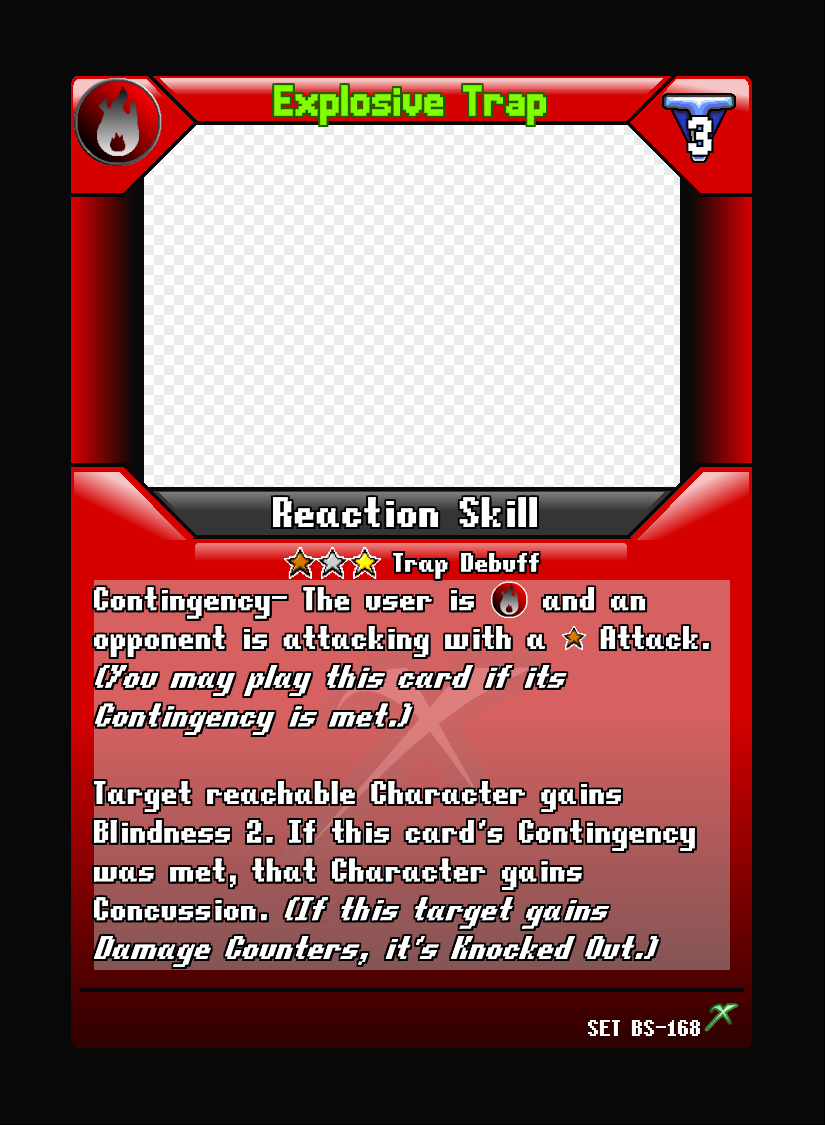 Explosive Trap
3
Reaction Skill
Trap Debuff
Contingency- The user is and an
opponent is attacking with a Attack.
(You may play this card if its
Contingency is met.)
Target reachable Character gains
Blindness 2. If this card's Contingency
was met, that Character gains
Concussion. (If this target gains
Damage Counters, it's Knocked Out.)
SET BS-168